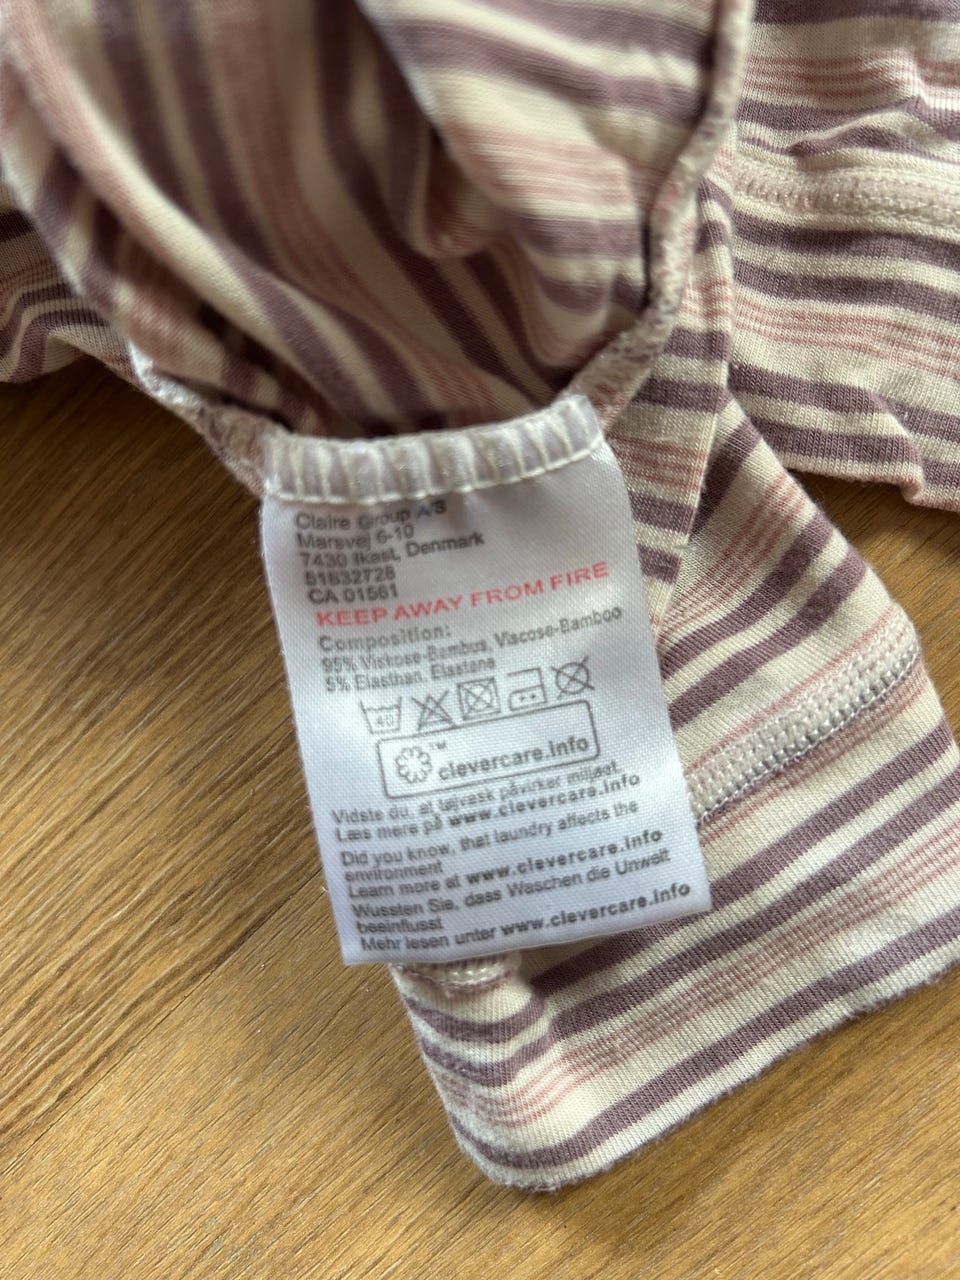 Claire Group A/S
Marsvej 6-10
7430 Ikast, Denmark
51632728
CA 01561
KEEP AWAY FROM FIRE
Composition:
95% Viskose-Bambus, Viscose-Bamboo
5% Elasthan, Elastane
40
clevercare.info
TM
Vidste du, at tøjvask påvirker miljøet
Læs mere på www.clevercare.info
Did you know, that laundry affects the
environment
Learn more at www.clevercare.info
Wussten Sie, dass Waschen die Umwelt
beeinflusst
Mehr lesen unter www.clevercare.info